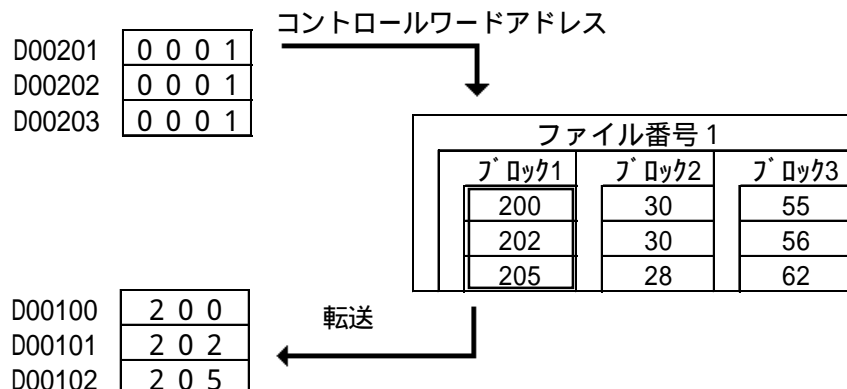 コントロールワードアドレス
D00201 0 0 0 1
D00202 0 0 0 1
D00203 0 0 0 1
ファイル番号 1
ブロック1 ブロック2 ブロック3
200 30 55
202 30 56
205 28 62
転送
D00100 2 0 0
D00101 2 0 2
D00102 2 0 5